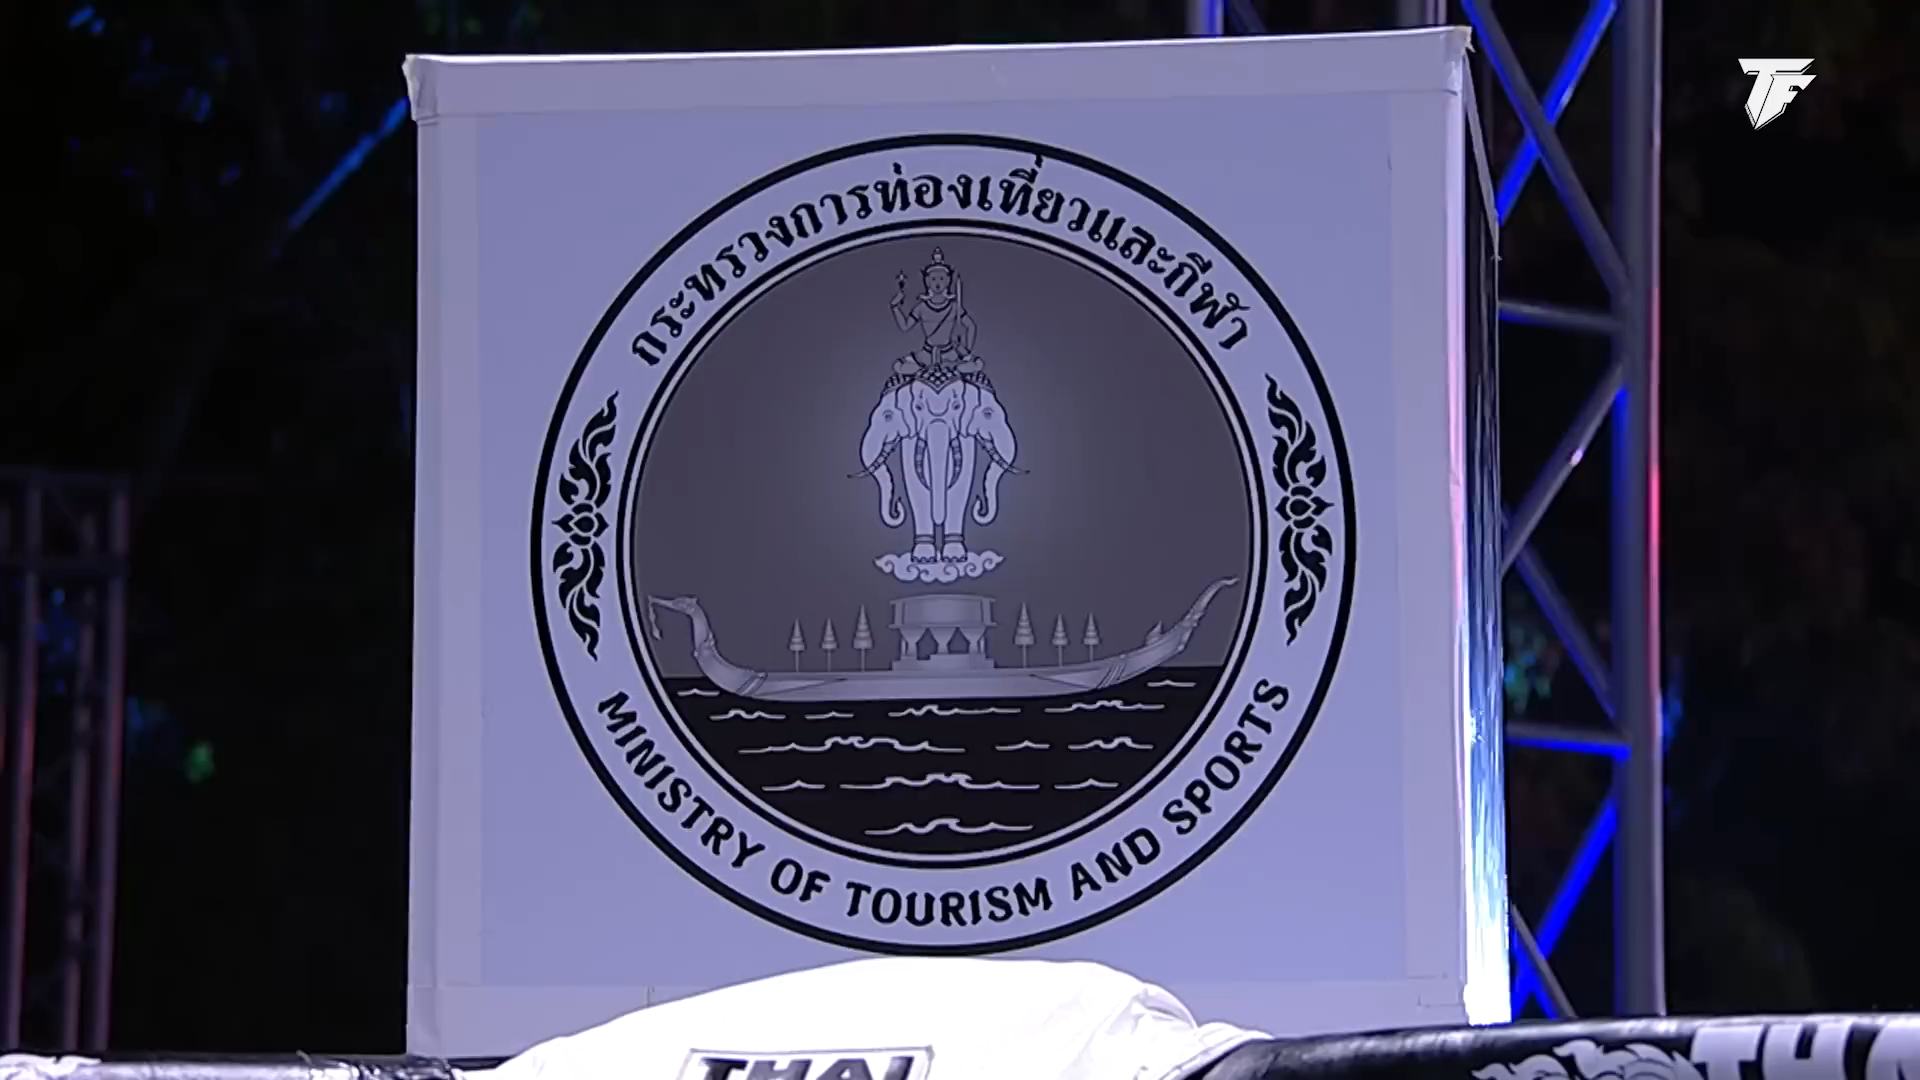 TF
กระทรวงการท่องเที่ยวและกีฬา
MINISTRY OF TOURISM AND SPORTS
THAI